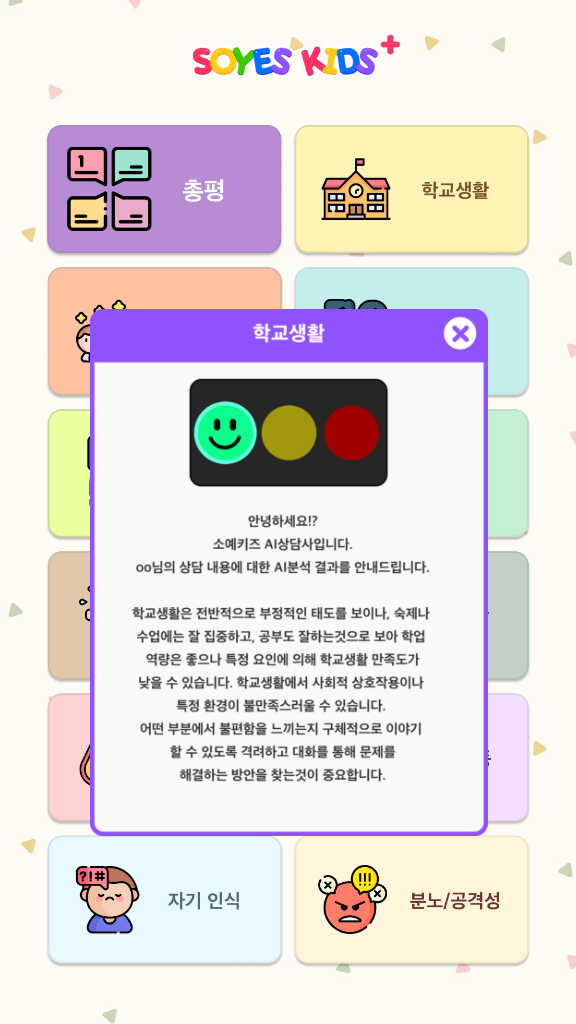 SOYES KIDS+
1
총평
학교생활
학교생활
안녕하세요!?
소예키즈 AI상담사입니다.
oo님의 상담 내용에 대한 AI분석 결과를 안내드립니다.
학교생활은 전반적으로 부정적인 태도를 보이나, 숙제나
수업에는 잘 집중하고, 공부도 잘하는것으로 보아 학업
역량은 좋으나 특정 요인에 의해 학교생활 만족도가
낮을 수 있습니다. 학교생활에서 사회적 상호작용이나
특정 환경이 불만족스러울 수 있습니다.
어떤 부분에서 불편함을 느끼는지 구체적으로 이야기
할 수 있도록 격려하고 대화를 통해 문제를
해결하는 방안을 찾는것이 중요합니다.
?!#
자기 인식
!!!
분노/공격성